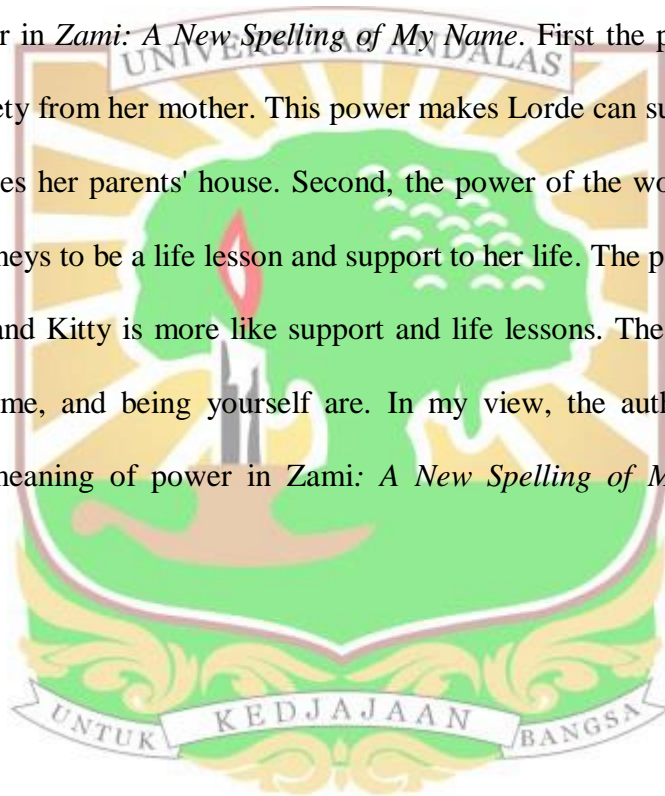 r in Zami: A New Spelling of My Name. First the p
UNIVERSITAS ANDALAS
ety from her mother. This power makes Lorde can su
es her parents' house. Second, the power of the wo
neys to be a life lesson and support to her life. The p
and Kitty is more like support and life lessons. The
me, and being yourself are. In my view, the auth
meaning of power in Zami: A New Spelling of M
UNTUK KEDJAJAAN BANGSA